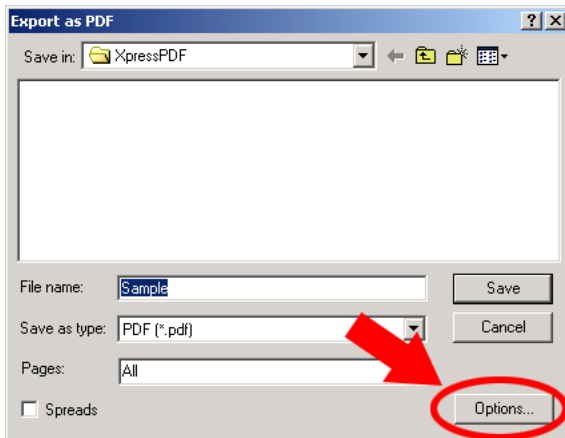 Export as PDF
Save in: XpressPDF
File name: Sample Save
Save as type: PDF (*.pdf) Cancel
Pages: All
Spreads Options...